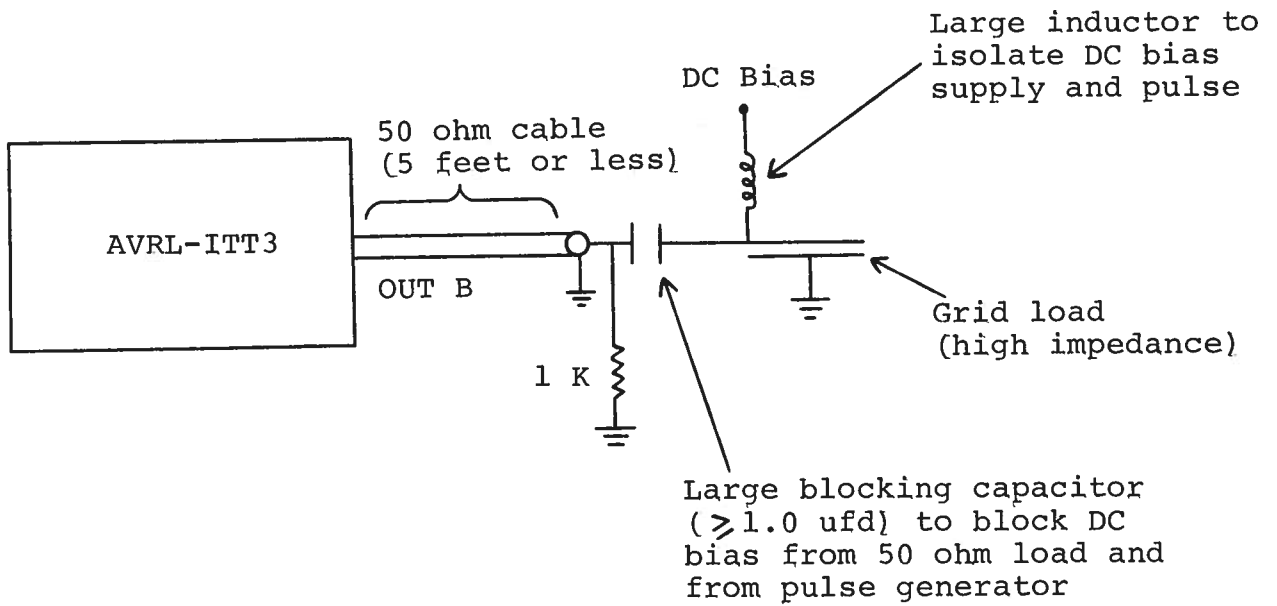 Large inductor to
isolate DC bias
supply and pulse
DC Bias
50 ohm cable
(5 feet or less)
AVRL-ITT3
OUT B
Grid load
(high impedance)
1 K
Large blocking capacitor
(⩾1.0 ufd) to block DC
bias from 50 ohm load and
from pulse generator